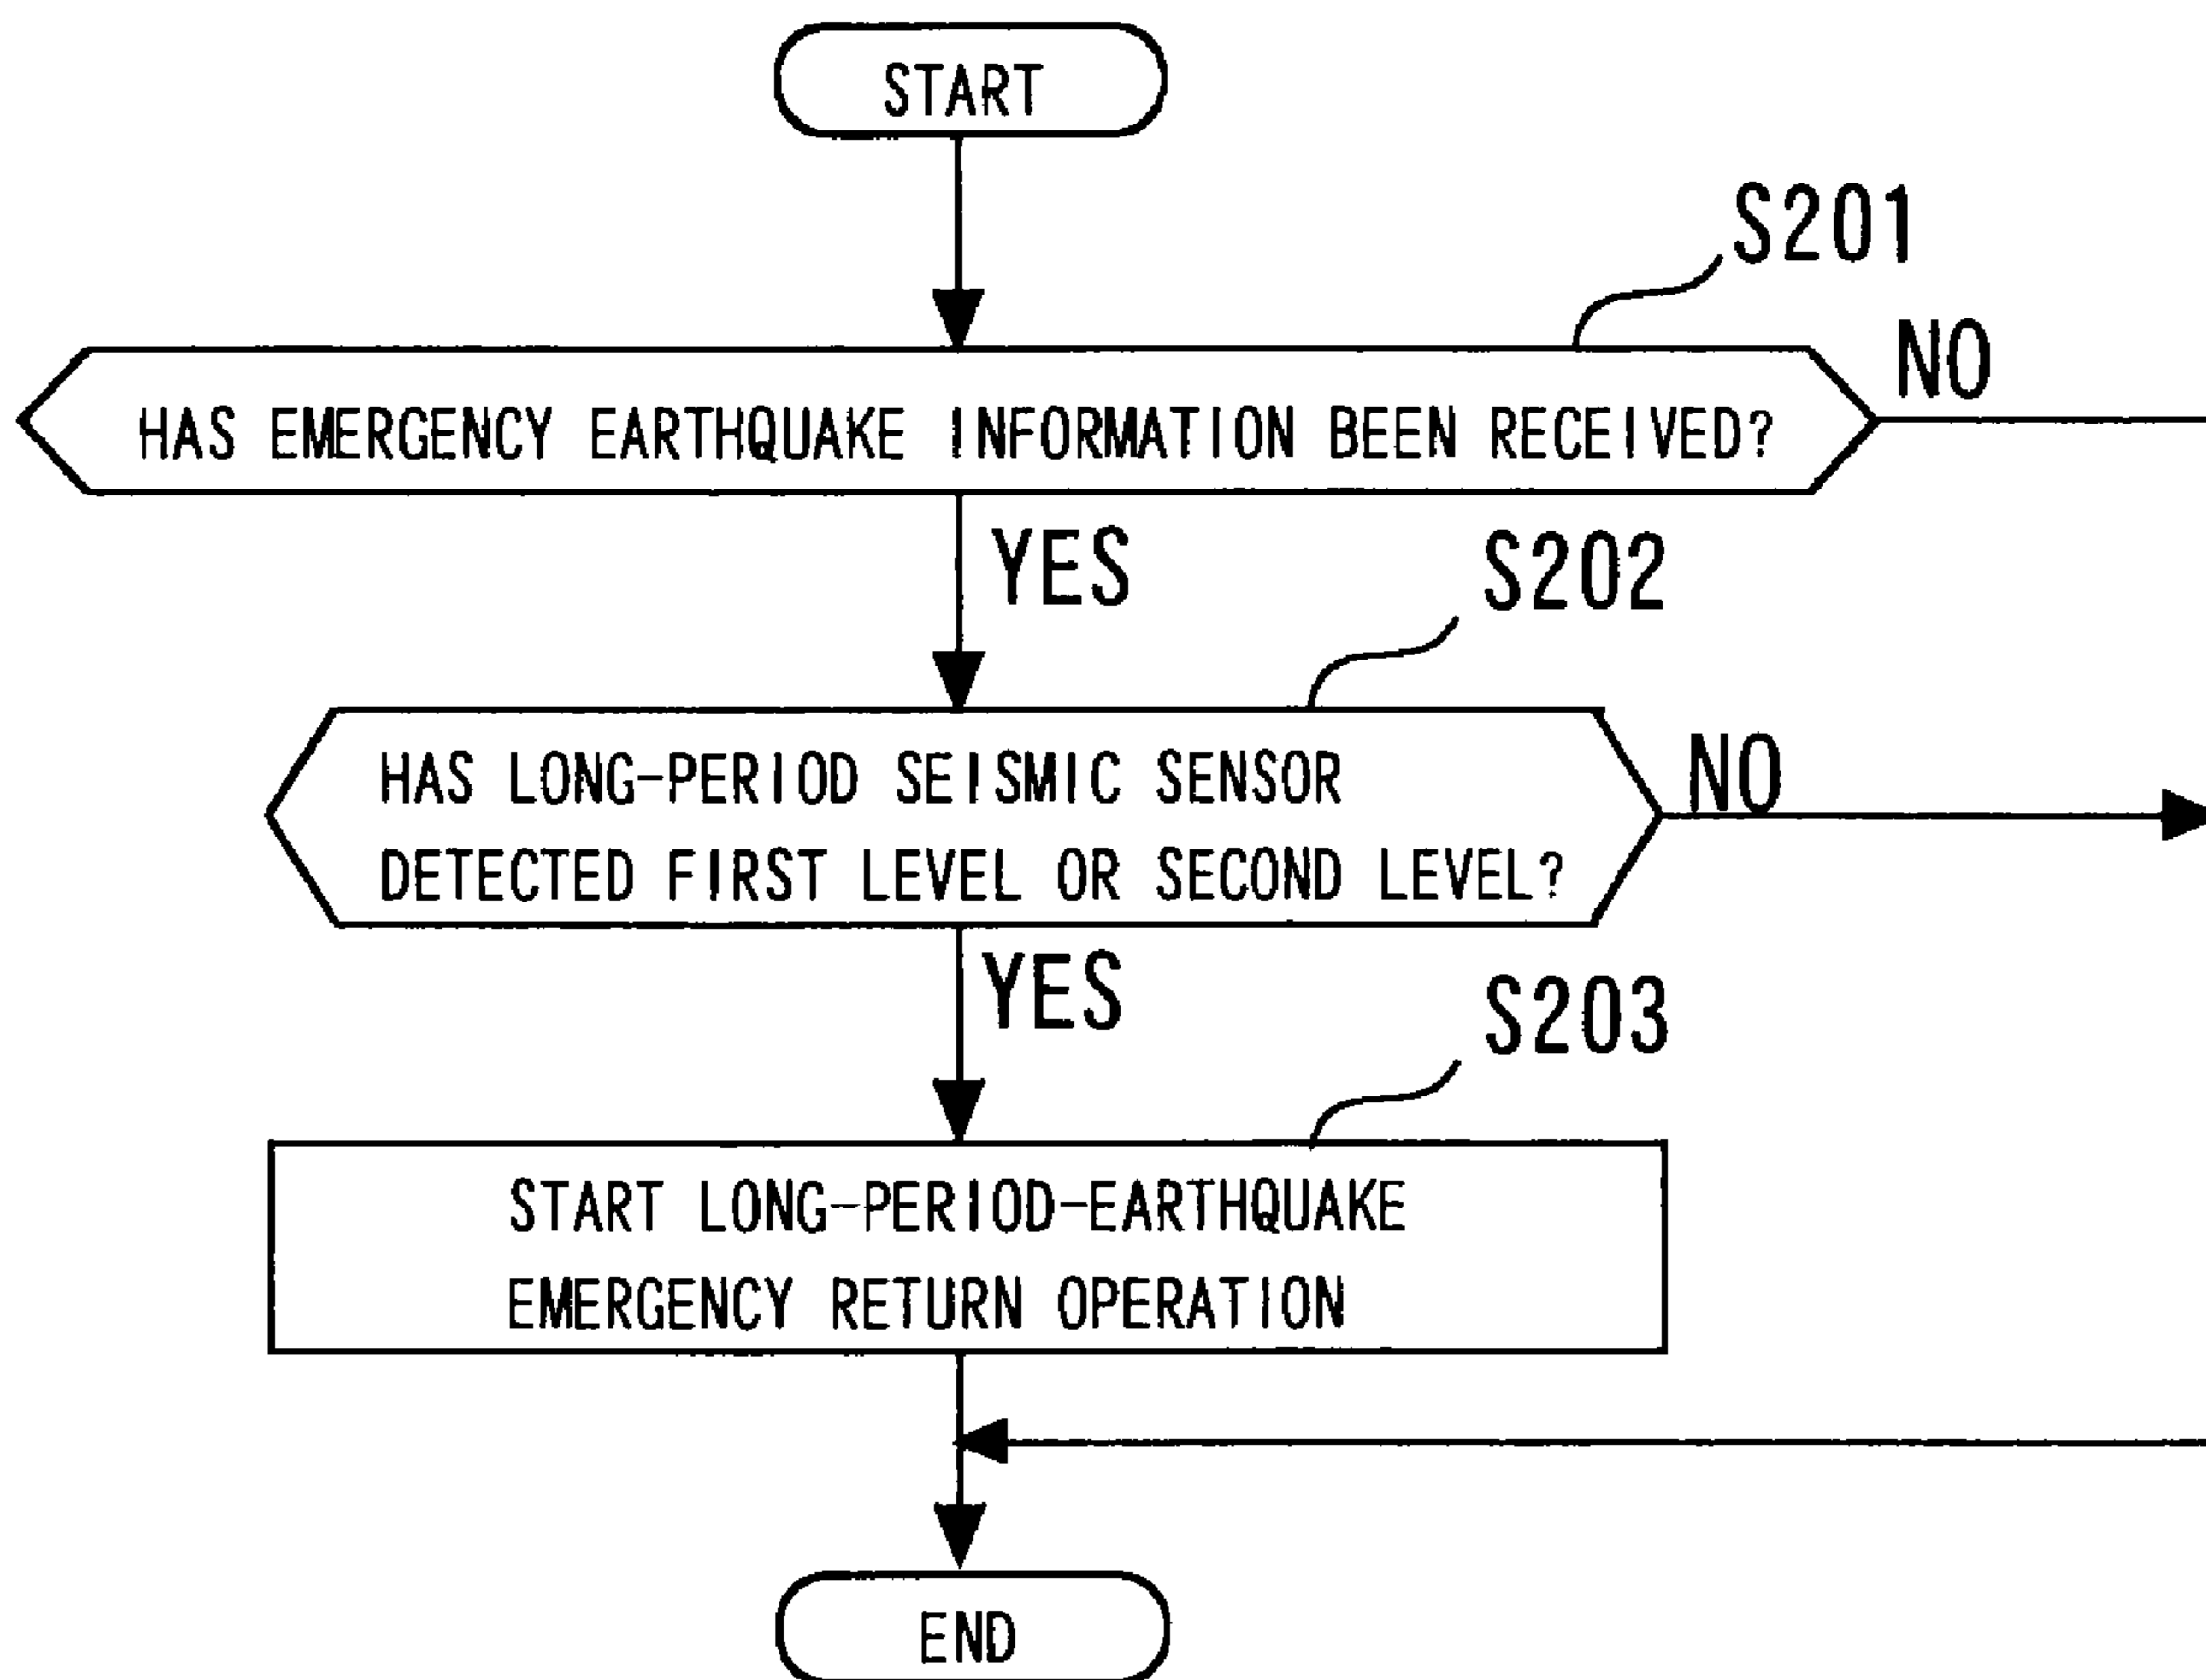 START
S201
NO
HAS EMERGENCY EARTHQUAKE INFORMATION BEEN RECEIVED?
YES
S202
HAS LONG-PERIOD SEISMIC SENSOR
DETECTED FIRST LEVEL OR SECOND LEVEL?
NO
YES
S203
START LONG-PERIOD-EARTHQUAKE
EMERGENCY RETURN OPERATION
END